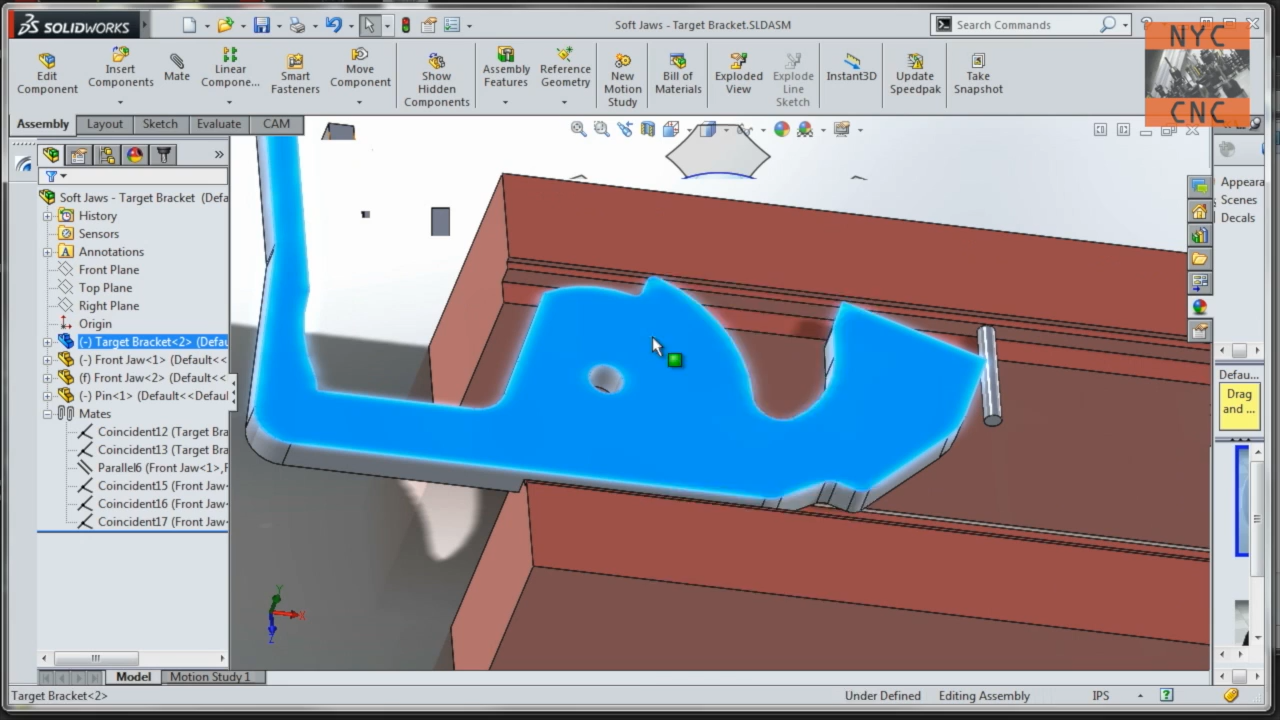 SOLIDWORKS
Soft Jaws - Target Bracket.SLDASM
Search Commands
NYC
CNC
Edit
Component
Insert
Components
Mate
Linear
Compone...
Smart
Fasteners
Move
Component
Show
Hidden
Components
Assembly
Features
Reference
Geometry
New
Motion
Study
Bill of
Materials
Exploded
View
Explode
Line
Sketch
Instant3D
Update
Speedpak
Take
Snapshot
Assembly
Layout
Sketch
Evaluate
CAM
Soft Jaws - Target Bracket (Defa
History
Sensors
Annotations
Front Plane
Top Plane
Right Plane
Origin
(-) Target Bracket<2> (Defau
(-) Front Jaw<1> (Default<<
(f) Front Jaw<2> (Default<<
(-) Pin<1> (Default<<Defaul
Mates
Coincident12 (Target Bra
Coincident13 (Target Bra
Parallel6 (Front Jaw<1>,F
Coincident15 (Front Jaw<
Coincident16 (Front Jaw<
Coincident17 (Front Jaw<
Appeara
Scenes
Decals
Defau...
Drag
and ...
Y
X
Z
Model
Motion Study 1
Target Bracket<2>
Under Defined
Editing Assembly
IPS